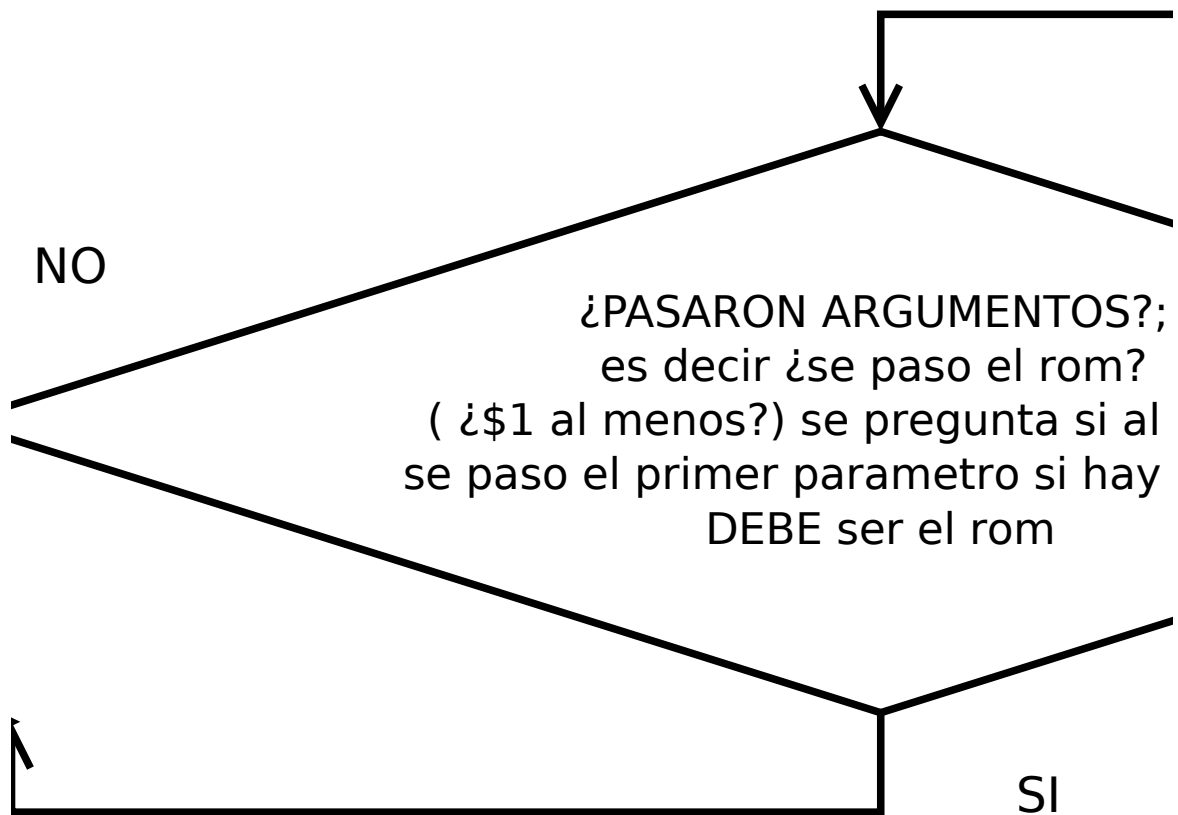 NO
¿PASARON ARGUMENTOS?;
es decir ¿se paso el rom?
( ¿$1 al menos?) se pregunta si al
se paso el primer parametro si hay
DEBE ser el rom
SI